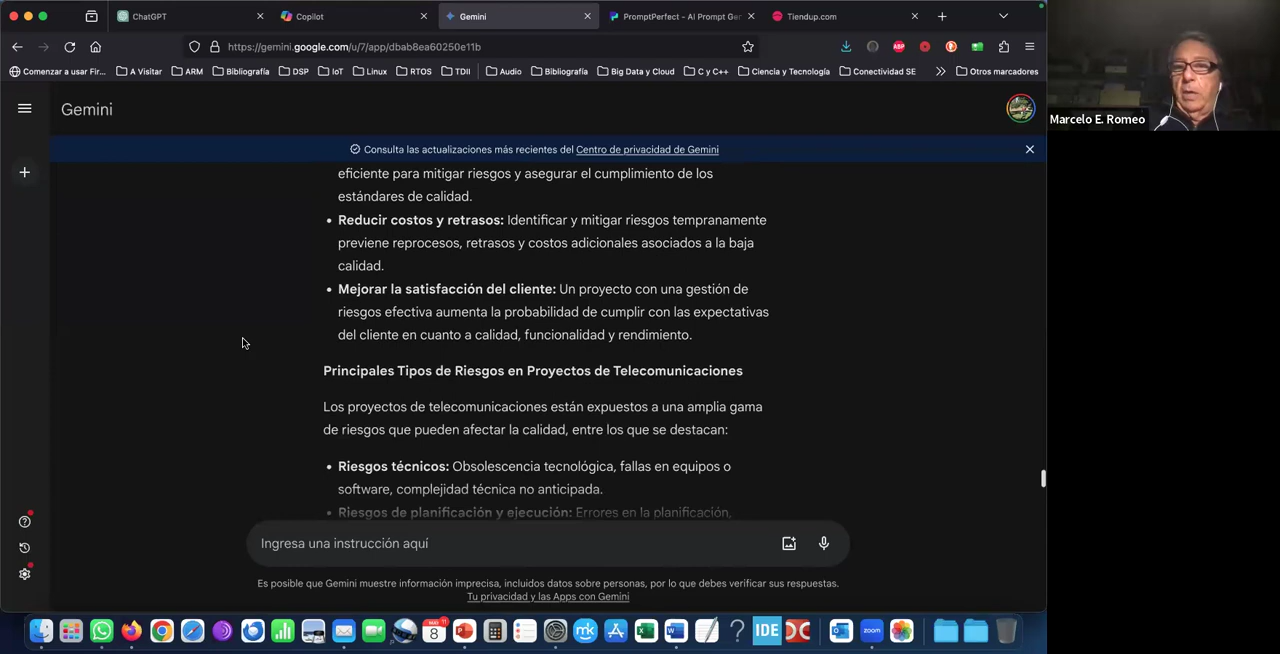 ChatGPT
Copilot
Gemini
PromptPerfect - AI Prompt Ger
Tiendup.com
https://gemini.google.com/u/7/app/dbab8ea60250e11b
ABP
Comenzar a usar Fir...
A Visitar
ARM
Bibliografía
DSP
IoT
Linux
RTOS
TDII
Audio
Bibliografía
Big Data y Cloud
C y C++
Ciencia y Tecnología
Conectividad SE
Otros marcadores
Gemini
Consulta las actualizaciones más recientes del Centro de privacidad de Gemini
eficiente para mitigar riesgos y asegurar el cumplimiento de los
estándares de calidad.
• Reducir costos y retrasos: Identificar y mitigar riesgos tempranamente
previene reprocesos, retrasos y costos adicionales asociados a la baja
calidad.
• Mejorar la satisfacción del cliente: Un proyecto con una gestión de
riesgos efectiva aumenta la probabilidad de cumplir con las expectativas
del cliente en cuanto a calidad, funcionalidad y rendimiento.
Principales Tipos de Riesgos en Proyectos de Telecomunicaciones
Los proyectos de telecomunicaciones están expuestos a una amplia gama
de riesgos que pueden afectar la calidad, entre los que se destacan:
• Riesgos técnicos: Obsolescencia tecnológica, fallas en equipos o
software, complejidad técnica no anticipada.
• Riesgos de planificación y ejecución: Errores en la planificación,
Ingresa una instrucción aquí
Es posible que Gemini muestre información imprecisa, incluidos datos sobre personas, por lo que debes verificar sus respuestas.
Tu privacidad y las Apps con Gemini
Marcelo E. Romeo
8
mk
IDE
zoom